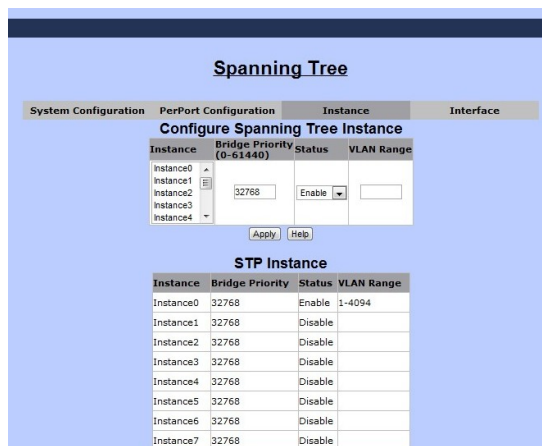 Spanning Tree
System Configuration PerPort Configuration Instance Interface
Configure Spanning Tree Instance
Instance Bridge Priority (0-61440) Status VLAN Range
Instance0
Instance1
Instance2
Instance3
Instance4
32768 Enable
Apply Help
STP Instance
Instance Bridge Priority Status VLAN Range
Instance0 32768 Enable 1-4094
Instance1 32768 Disable
Instance2 32768 Disable
Instance3 32768 Disable
Instance4 32768 Disable
Instance5 32768 Disable
Instance6 32768 Disable
Instance7 32768 Disable